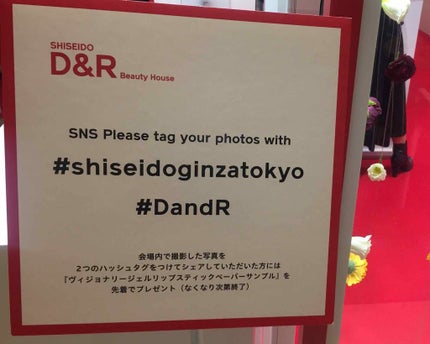 SHISEIDO
D&R Beauty House
SNS Please tag your photos with
#shiseidoginzatokyo
#DandR
会場内で撮影した写真を
2つのハッシュタグをつけてシェアしていただいた方には
『ヴィジョナリージェルリップスティックペーパーサンプル』を
先着でプレゼント（なくなり次第終了）